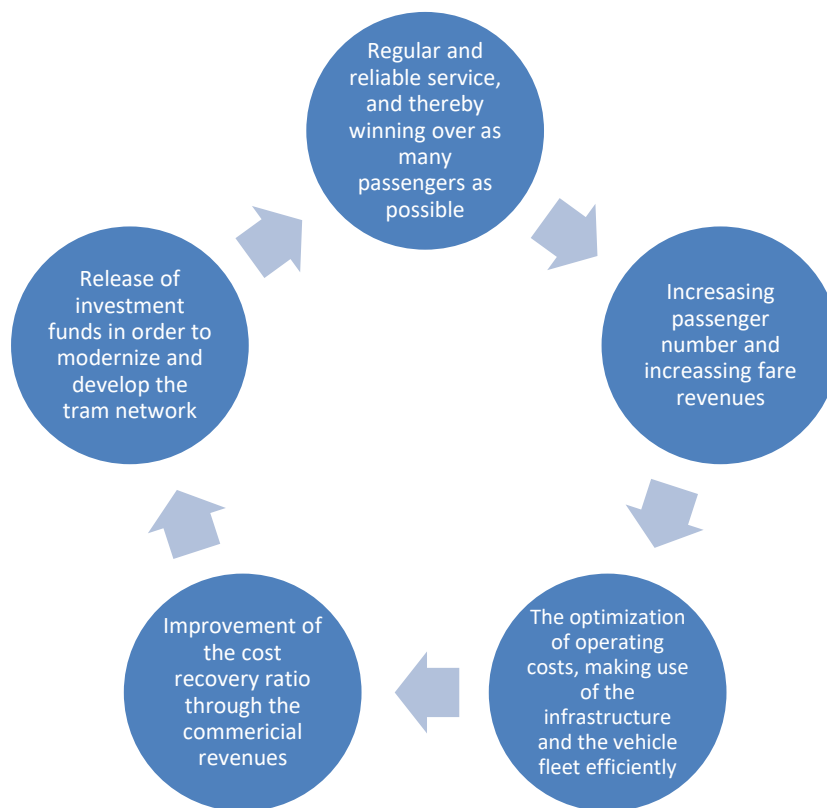 Regular and
reliable service,
and thereby
winning over as
many
passengers as
possible
Incresasing
passenger
number and
increassing fare
revenues
The optimization
of operating
costs, making use
of the
infrastructure
and the vehicle
fleet efficiently
Improvement of
the cost
recovery ratio
through the
commericial
revenues
Release of
investment
funds in order to
modernize and
develop the
tram network